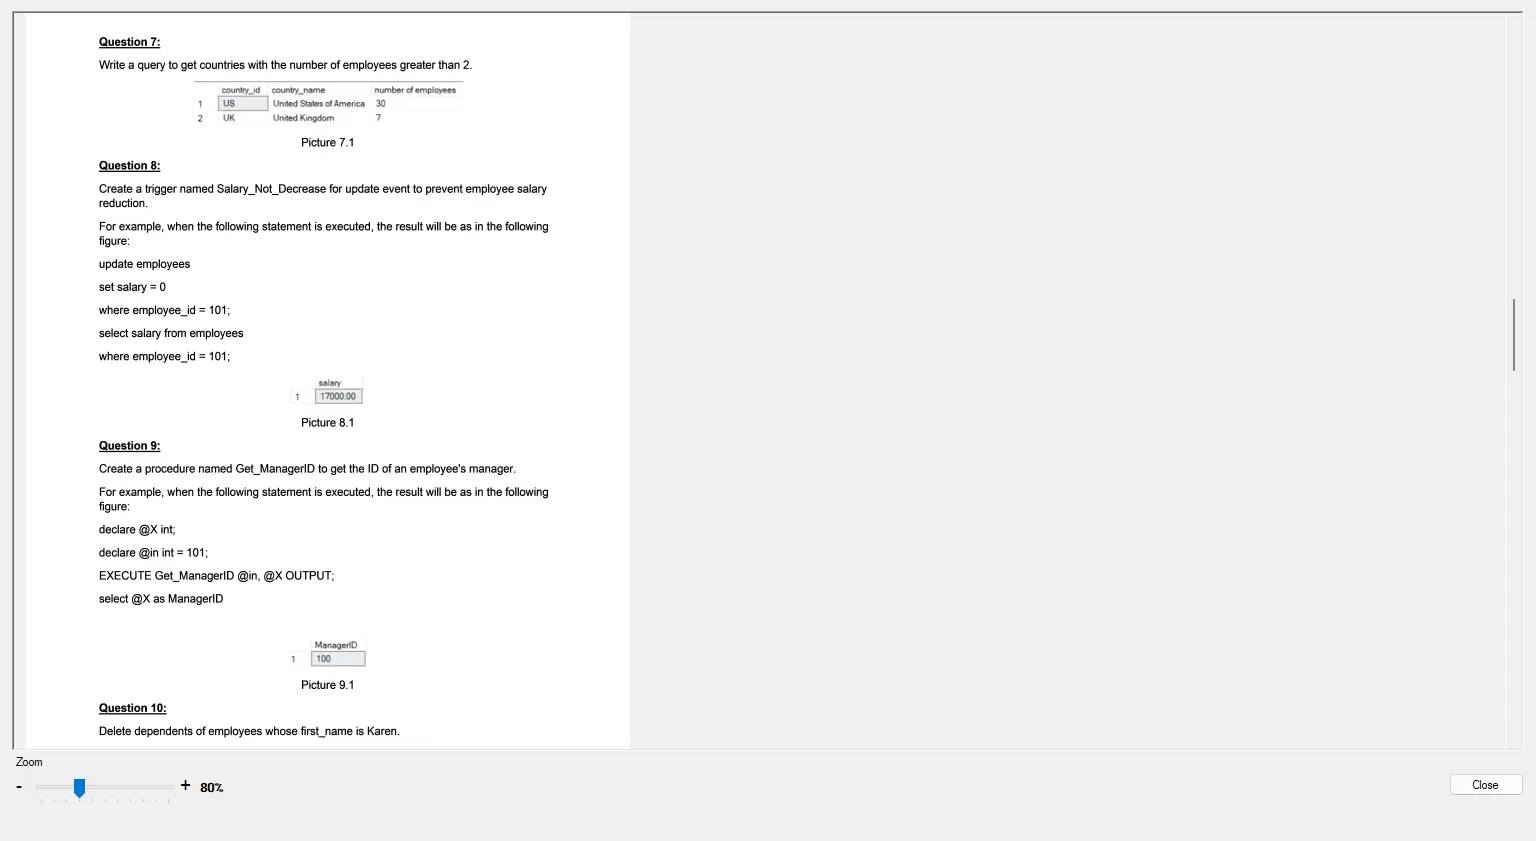 Question 7:
Write a query to get countries with the number of employees greater than 2.
country_id country_name number of employees
1 US United States of America 30
2 UK United Kingdom 7
Picture 7.1
Question 8:
Create a trigger named Salary_Not_Decrease for update event to prevent employee salary
reduction.
For example, when the following statement is executed, the result will be as in the following
figure:
update employees
set salary = 0
where employee_id = 101;
select salary from employees
where employee_id = 101;
salary
1 17000.00
Picture 8.1
Question 9:
Create a procedure named Get_ManagerID to get the ID of an employee's manager.
For example, when the following statement is executed, the result will be as in the following
figure:
declare @X int;
declare @in int = 101;
EXECUTE Get_ManagerID @in, @X OUTPUT;
select @X as ManagerID
ManagerID
1 100
Picture 9.1
Question 10:
Delete dependents of employees whose first_name is Karen.
Zoom
- + 80%
Close